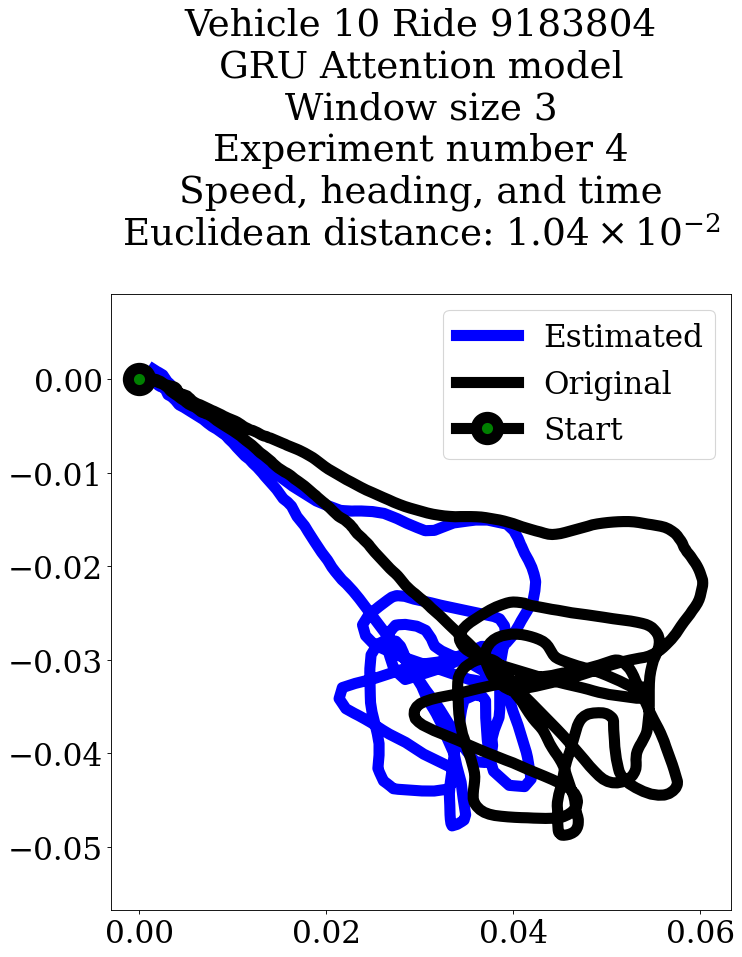 Vehicle 10 Ride 9183804
GRU Attention model
Window size 3
Experiment number 4
Speed, heading, and time
Euclidean distance: 1.04 × 10⁻²
Estimated
Original
Start
0.00
−0.01
−0.02
−0.03
−0.04
−0.05
0.00 0.02 0.04 0.06